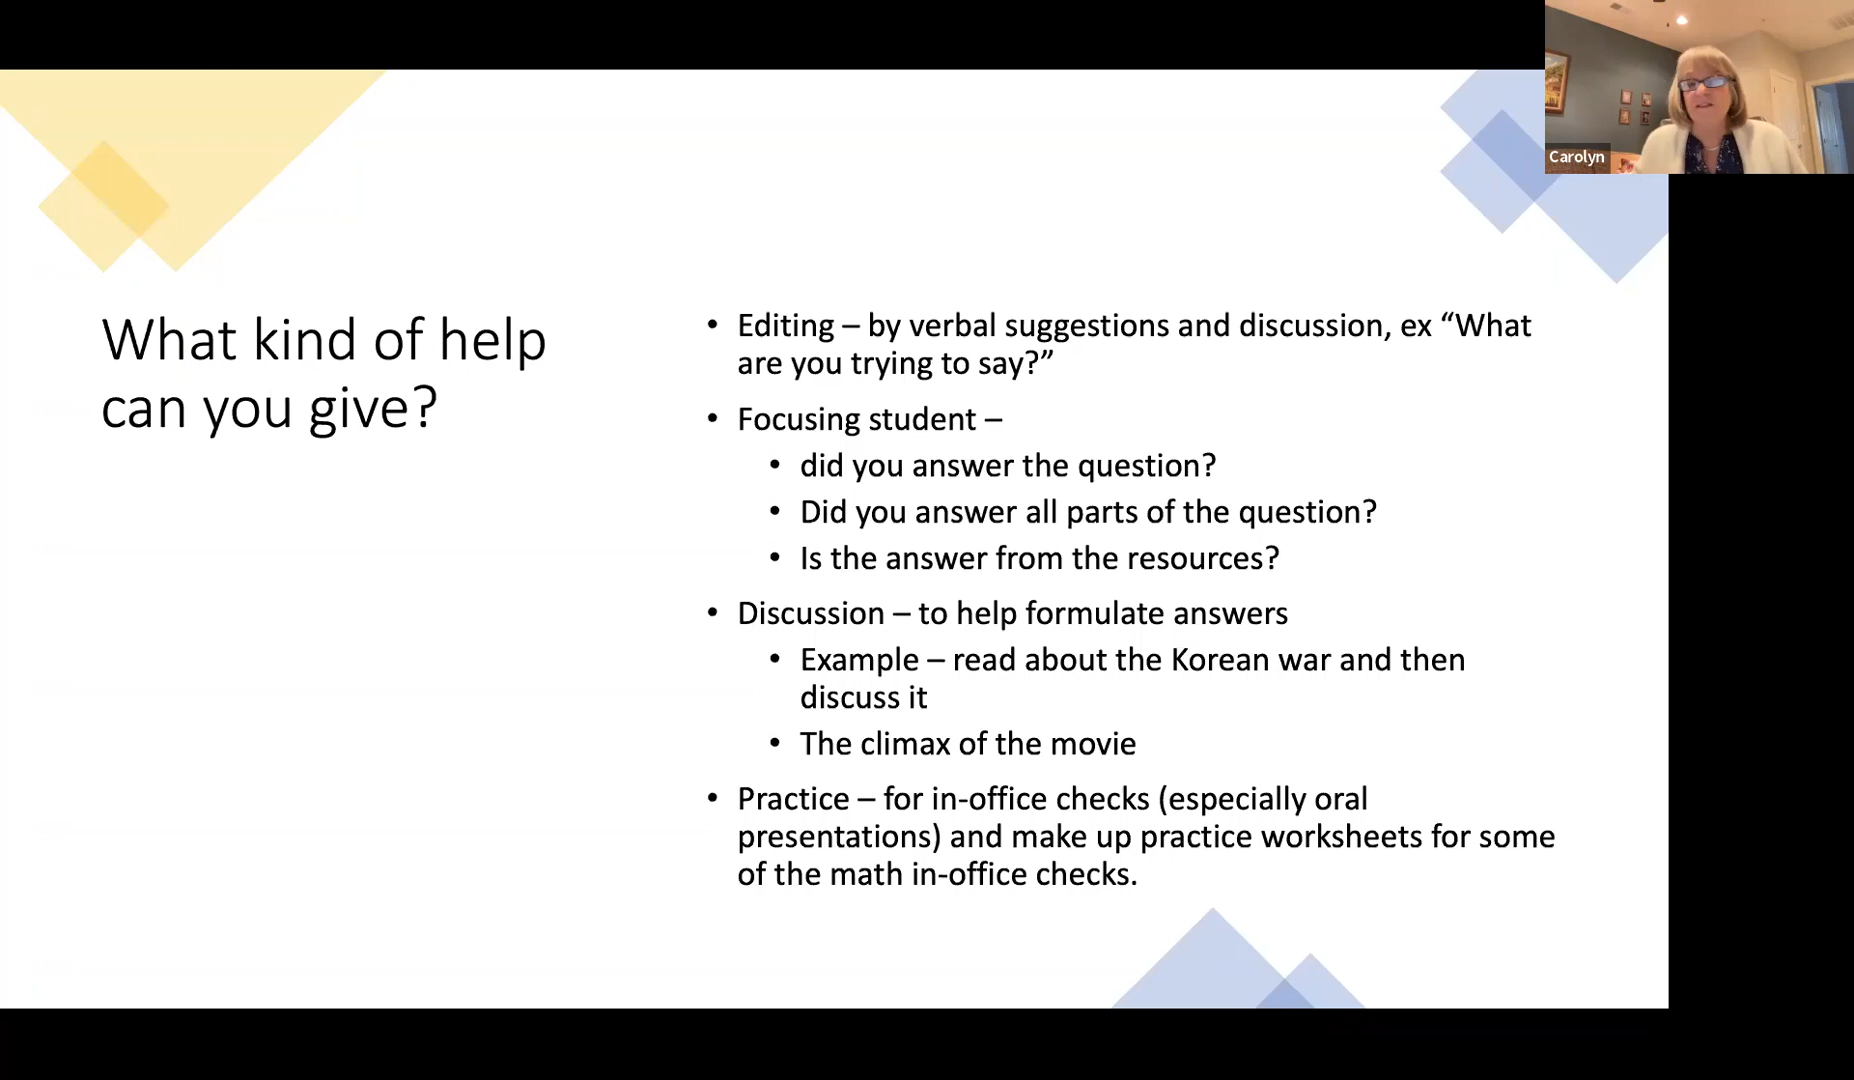 What kind of help
can you give?
• Editing – by verbal suggestions and discussion, ex “What
are you trying to say?”
• Focusing student –
• did you answer the question?
• Did you answer all parts of the question?
• Is the answer from the resources?
• Discussion – to help formulate answers
• Example – read about the Korean war and then
discuss it
• The climax of the movie
• Practice – for in-office checks (especially oral
presentations) and make up practice worksheets for some
of the math in-office checks.
Carolyn